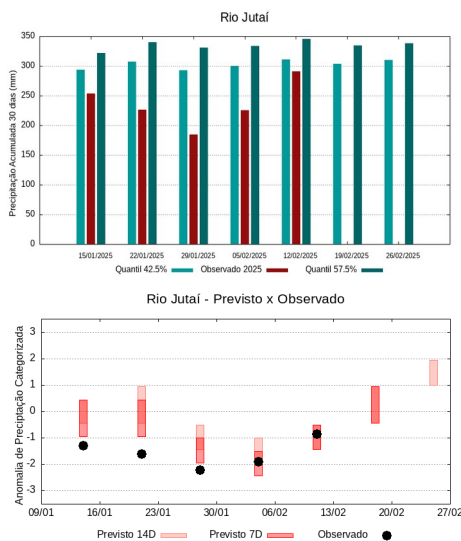 Rio Jutaí
Precipitação Acumulada 30 dias (mm)
350
300
250
200
150
100
50
0
15/01/2025 22/01/2025 29/01/2025 05/02/2025 12/02/2025 19/02/2025 26/02/2025
Quantil 42.5% Observado 2025 Quantil 57.5%
Rio Jutaí - Previsto x Observado
Anomalia de Preciptação Categorizada
3
2
1
0
-1
-2
-3
09/01 16/01 23/01 30/01 06/02 13/02 20/02 27/02
Previsto 14D Previsto 7D Observado